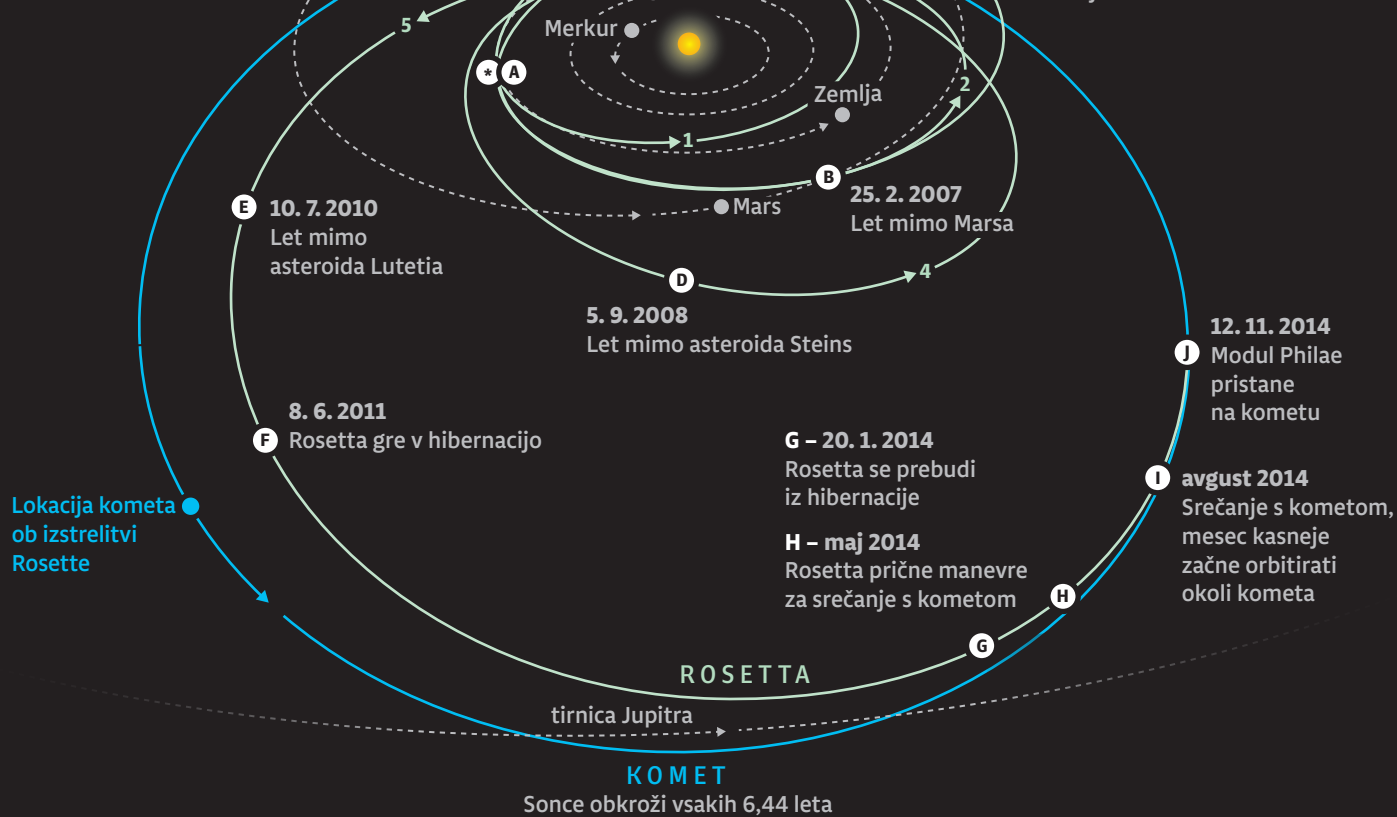 5
Merkur
* A
Zemlja
2
1
B
25. 2. 2007
Let mimo Marsa
Mars
E
10. 7. 2010
Let mimo
asteroida Lutetia
4
D
5. 9. 2008
Let mimo asteroida Steins
J
12. 11. 2014
Modul Philae
pristane
na kometu
F
8. 6. 2011
Rosetta gre v hibernacijo
G – 20. 1. 2014
Rosetta se prebudi
iz hibernacije
I
avgust 2014
Srečanje s kometom,
mesec kasneje
začne orbitirati
okoli kometa
Lokacija kometa
ob izstrelitvi
Rosette
H – maj 2014
Rosetta prične manevre
za srečanje s kometom
H
G
ROSETTA
tirnica Jupitra
KOMET
Sonce obkroži vsakih 6,44 leta